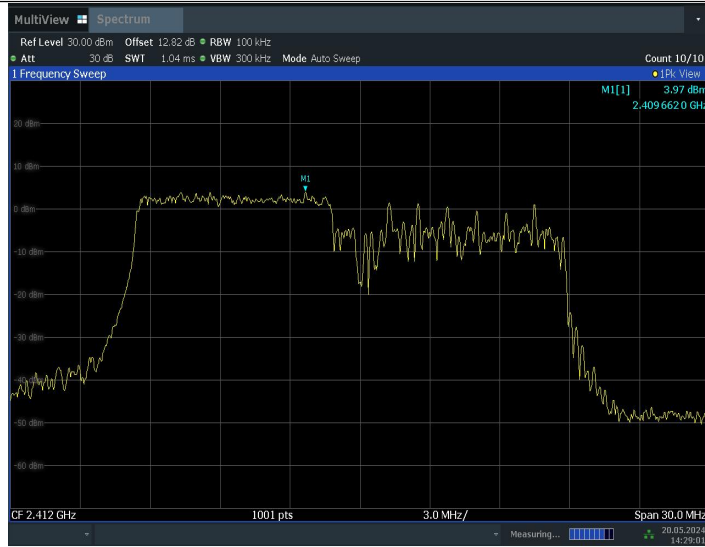 MultiView Spectrum
Ref Level 30.00 dBm Offset 12.82 dB RBW 100 kHz
Att 30 dB SWT 1.04 ms VBW 300 kHz Mode Auto Sweep Count 10/10
1 Frequency Sweep 1Pk View
M1[1] 3.97 dBm
2.4096620 GHz
20 dBm
10 dBm
M1
0 dBm
-10 dBm
-20 dBm
-30 dBm
-40 dBm
-50 dBm
-60 dBm
CF 2.412 GHz 1001 pts 3.0 MHz/ Span 30.0 MHz
Measuring... 20.05.2024
14:29:01